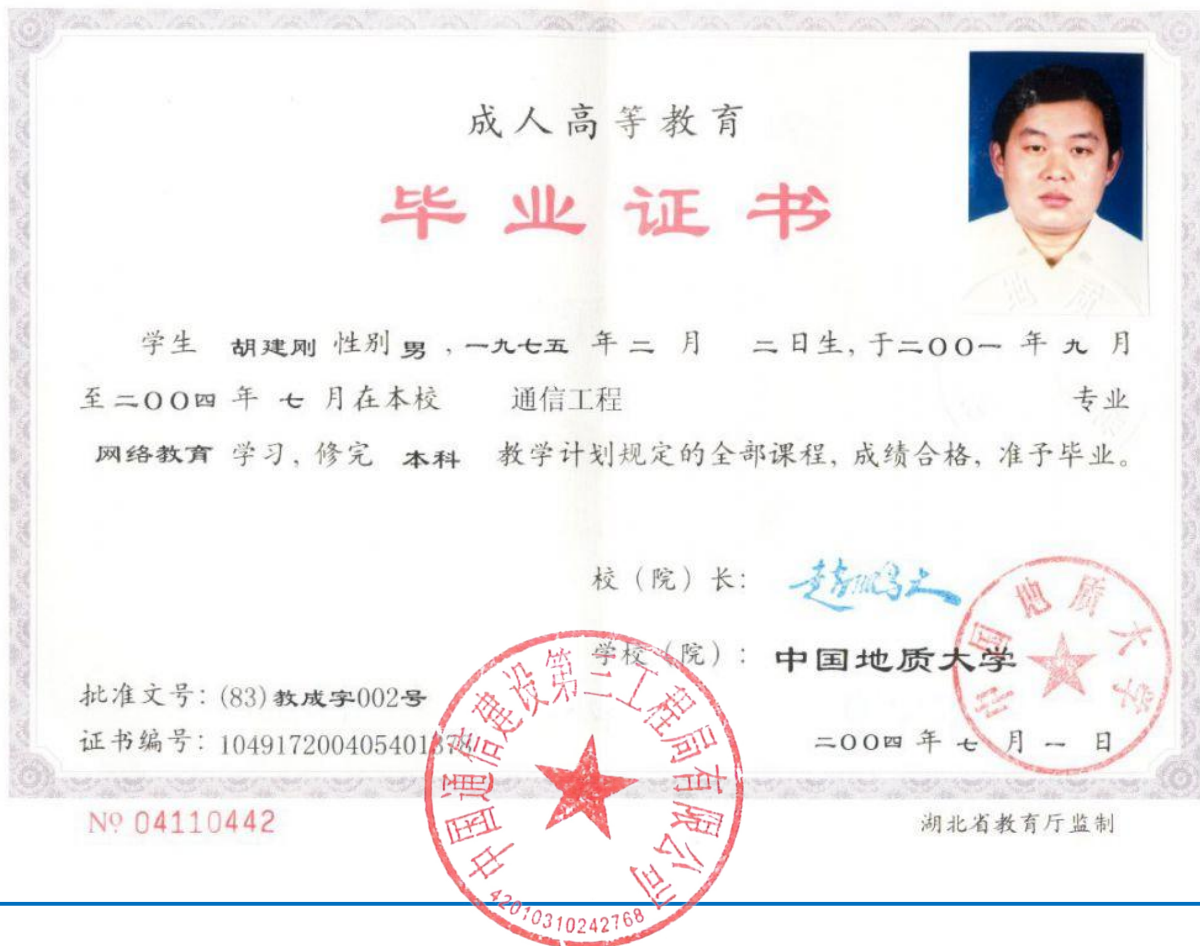 成人高等教育
毕业证书
学生 胡建刚 性别 男 ,一九七五 年 二 月 二日生, 于二〇〇一 年 九 月
至二〇〇四 年 七 月在本校 通信工程 专业
网络教育 学习, 修完 本科 教学计划规定的全部课程, 成绩合格, 准予毕业。
校（院）长:
学校（院）: 中国地质大学
中国地质大学
批准文号: (83)教成字002号
证书编号:
二〇〇四 年 七 月 一 日
中国通信建设第三工程局有限公司
42010310242768
№ 04110442
湖北省教育厅监制